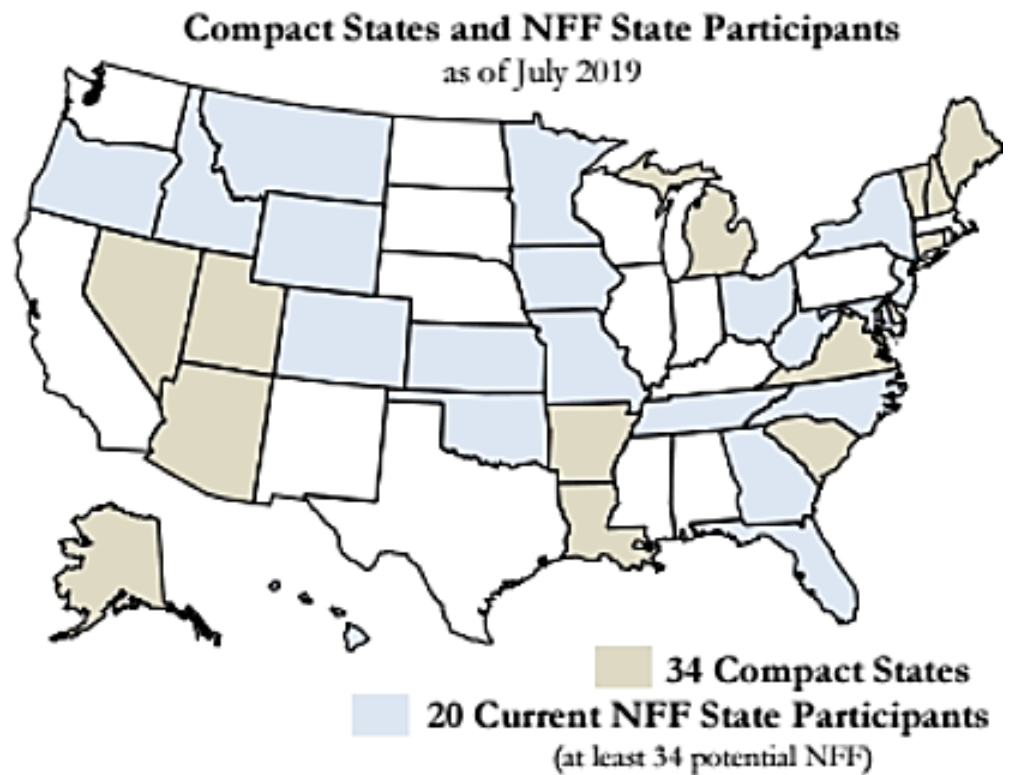 Compact States and NFF State Participants
as of July 2019
34 Compact States
20 Current NFF State Participants
(at least 34 potential NFF)